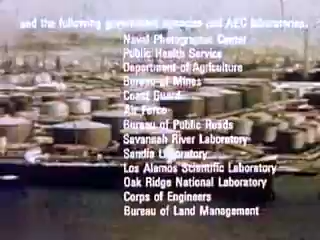 and the following government agencies and AEC laboratories.
Naval Photographic Center
Public Health Service
Department of Agriculture
Bureau of Mines
Coast Guard
Air Force
Bureau of Public Roads
Savannah River Laboratory
Sandia Laboratory
Los Alamos Scientific Laboratory
Oak Ridge National Laboratory
Corps of Engineers
Bureau of Land Management